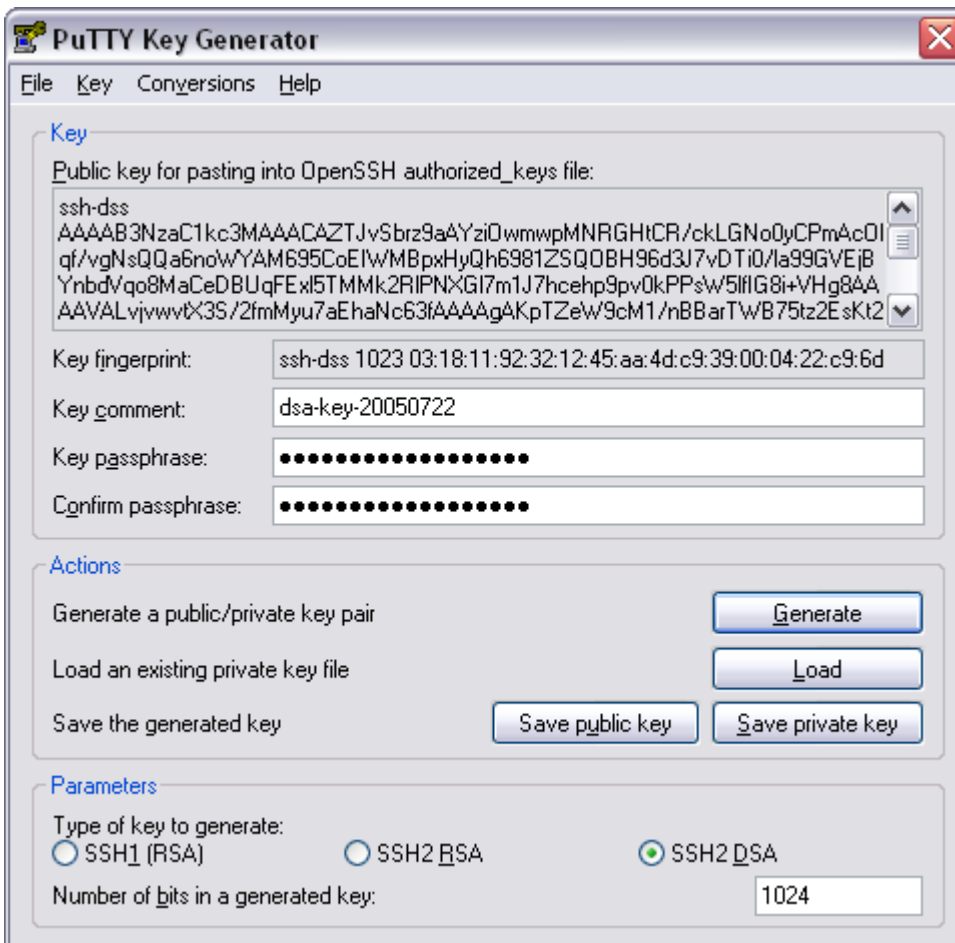 PuTTY Key Generator
File Key Conversions Help
Key
Public key for pasting into OpenSSH authorized_keys file:
ssh-dss
AAAAB3NzaC1kc3MAAACAZTJvSbrz9aAYziOwmwpMNRGHtCR/ckLGNo0yCPmAcOI
qf/vgNsQQa6noWYAM695CoEIWMBpxHyQh6981ZSQOBH96d3J7vDTi0/Ia99GVEjB
YnbdVqo8MaCeDBUqFExI5TMMk2RIPNXGI7m1J7hcehp9pv0kPPsW5IfIG8i+VHg8AA
AAVALvjvwvtX3S/2fmMyu7aEhaNc63fAAAAgAKpTZeW9cM1/nBBarTWB75tz2EsKt2
Key fingerprint: ssh-dss 1023 03:18:11:92:32:12:45:aa:4d:c9:39:00:04:22:c9:6d
Key comment: dsa-key-20050722
Key passphrase: ●●●●●●●●●●●●●●●●●●
Confirm passphrase: ●●●●●●●●●●●●●●●●●●
Actions
Generate a public/private key pair Generate
Load an existing private key file Load
Save the generated key Save public key Save private key
Parameters
Type of key to generate:
SSH1 (RSA) SSH2 RSA SSH2 DSA
Number of bits in a generated key: 1024